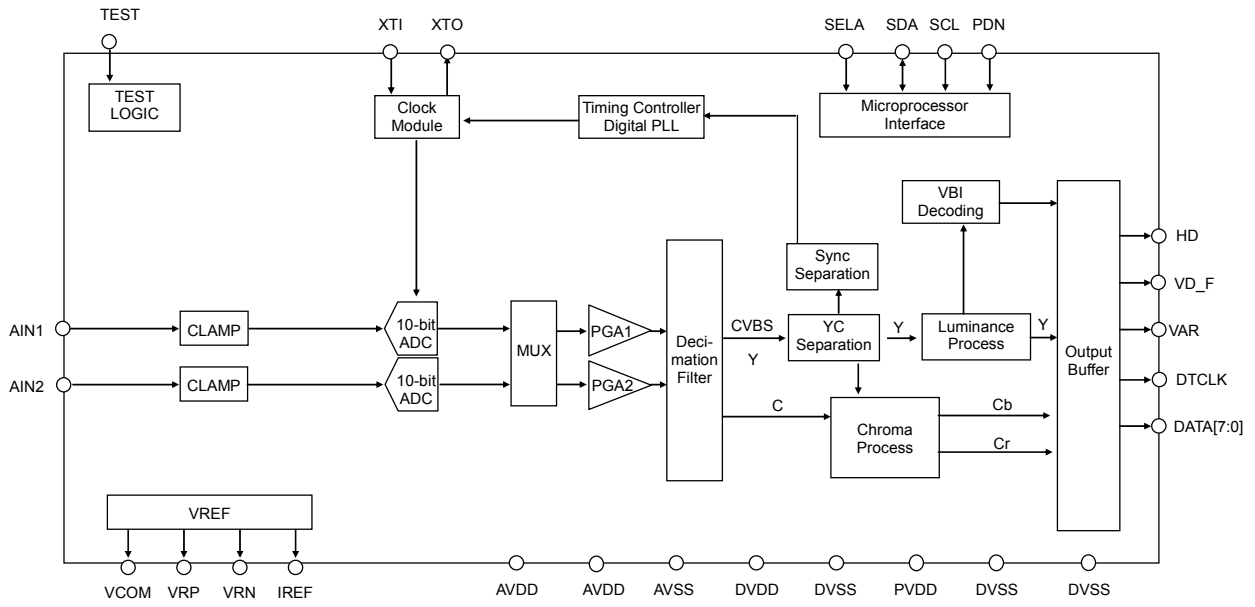 TEST
XTI
XTO
SELA
SDA
SCL
PDN
TEST
LOGIC
Clock
Module
Timing Controller
Digital PLL
Microprocessor
Interface
VBI
Decoding
Sync
Separation
HD
VD_F
AIN1
CLAMP
10-bit
ADC
MUX
PGA1
Deci-
mation
Filter
CVBS
Y
YC
Separation
Y
Luminance
Process
Y
Output
Buffer
VAR
AIN2
CLAMP
10-bit
ADC
PGA2
DTCLK
C
Chroma
Process
Cb
Cr
DATA[7:0]
VREF
VCOM
VRP
VRN
IREF
AVDD
AVDD
AVSS
DVDD
DVSS
PVDD
DVSS
DVSS